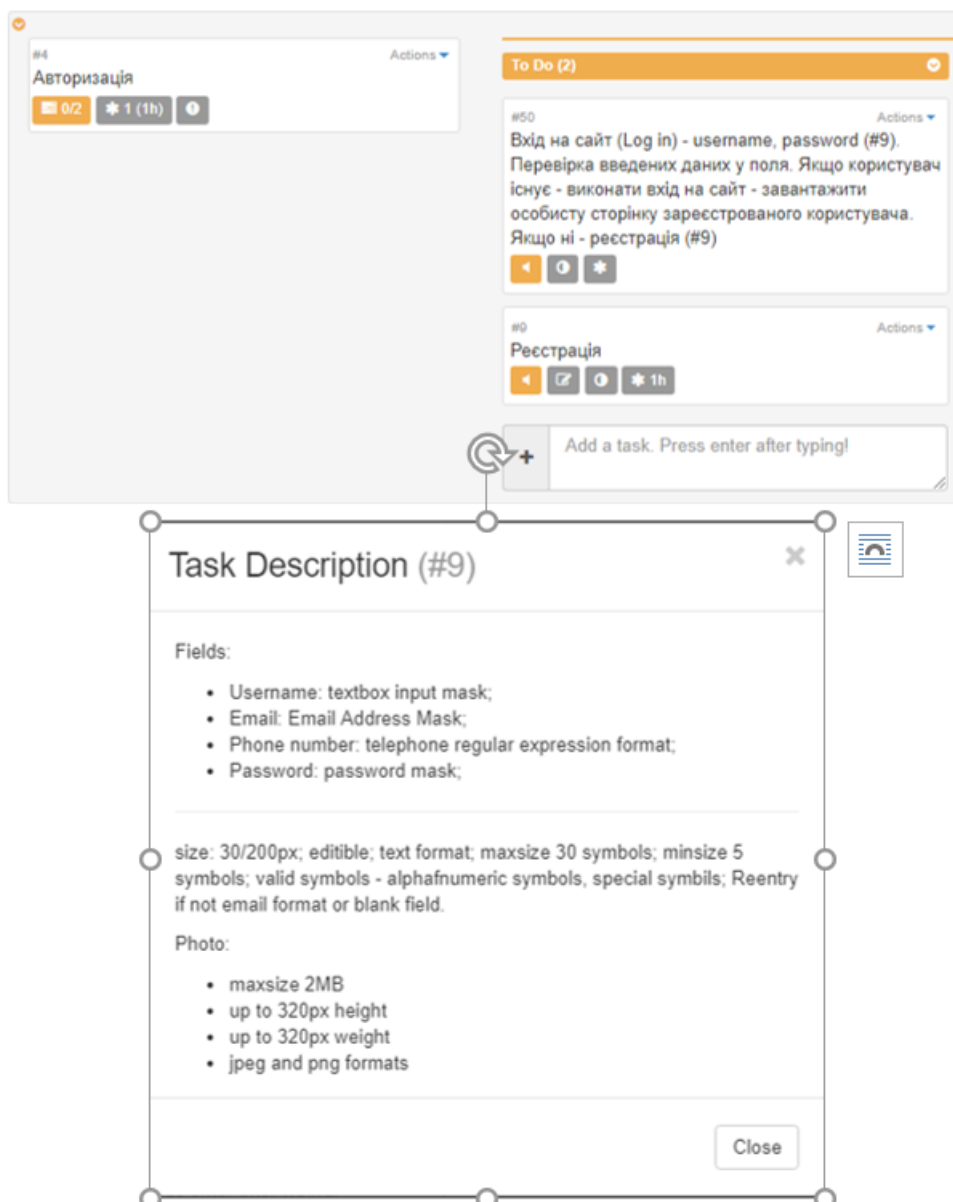 #4 Actions
Авторизація
0/2 1 (1h)
To Do (2)
#50 Actions
Вхід на сайт (Log in) - username, password (#9).
Перевірка введених даних у поля. Якщо користувач
існує - виконати вхід на сайт - завантажити
особисту сторінку зареєстрованого користувача.
Якщо ні - реєстрація (#9)
#9 Actions
Реєстрація
1h
Add a task. Press enter after typing!
Task Description (#9)
Fields:
Username: textbox input mask;
Email: Email Address Mask;
Phone number: telephone regular expression format;
Password: password mask;
size: 30/200px; editible; text format; maxsize 30 symbols; minsize 5
symbols; valid symbols - alphafnumeric symbols, special symbils; Reentry
if not email format or blank field.
Photo:
maxsize 2MB
up to 320px height
up to 320px weight
jpeg and png formats
Close